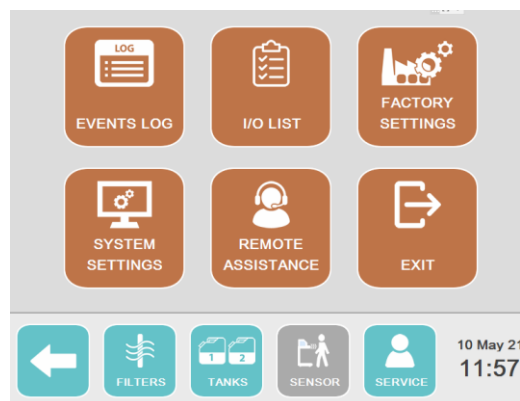 LOG
EVENTS LOG
I/O LIST
FACTORY
SETTINGS
SYSTEM
SETTINGS
REMOTE
ASSISTANCE
EXIT
FILTERS
1 2
TANKS
SENSOR
SERVICE
10 May 21
11:57